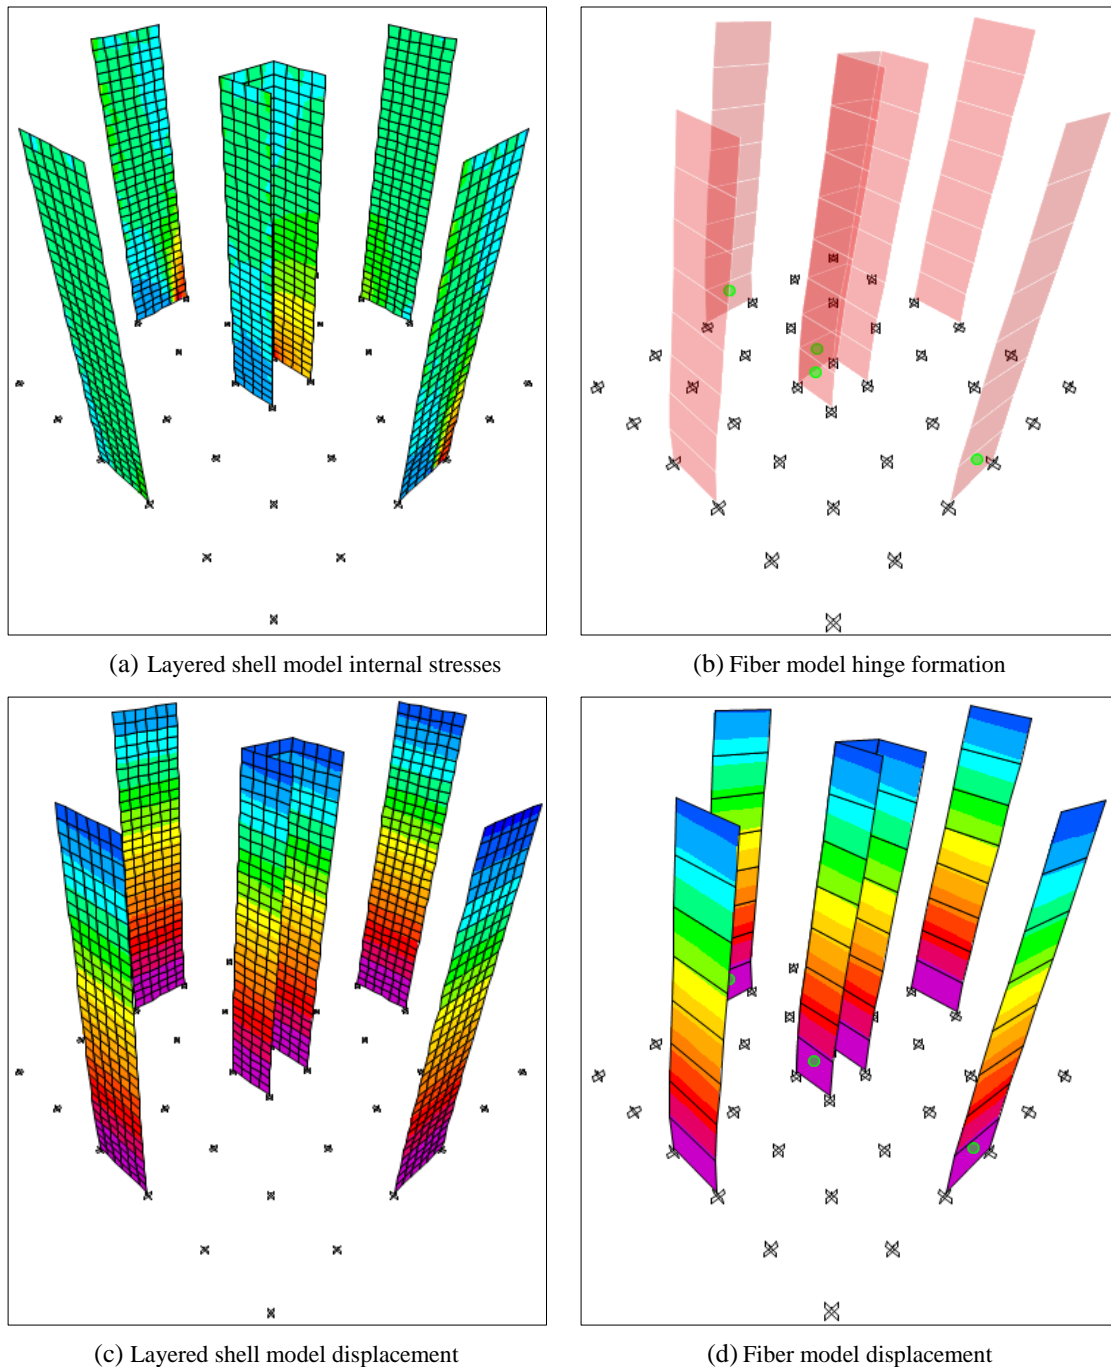 (a) Layered shell model internal stresses
(b) Fiber model hinge formation
(c) Layered shell model displacement
(d) Fiber model displacement